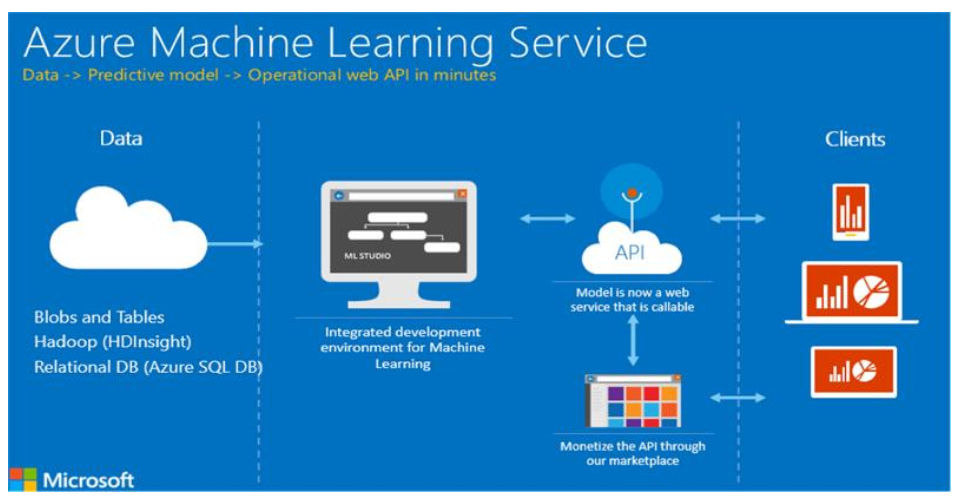 Azure Machine Learning Service
Data -> Predictive model -> Operational web API in minutes
Data
Blobs and Tables
Hadoop (HDInsight)
Relational DB (Azure SQL DB)
ML STUDIO
Integrated development
environment for Machine
Learning
API
Model is now a web
service that is callable
Monetize the API through
our marketplace
Clients
Microsoft